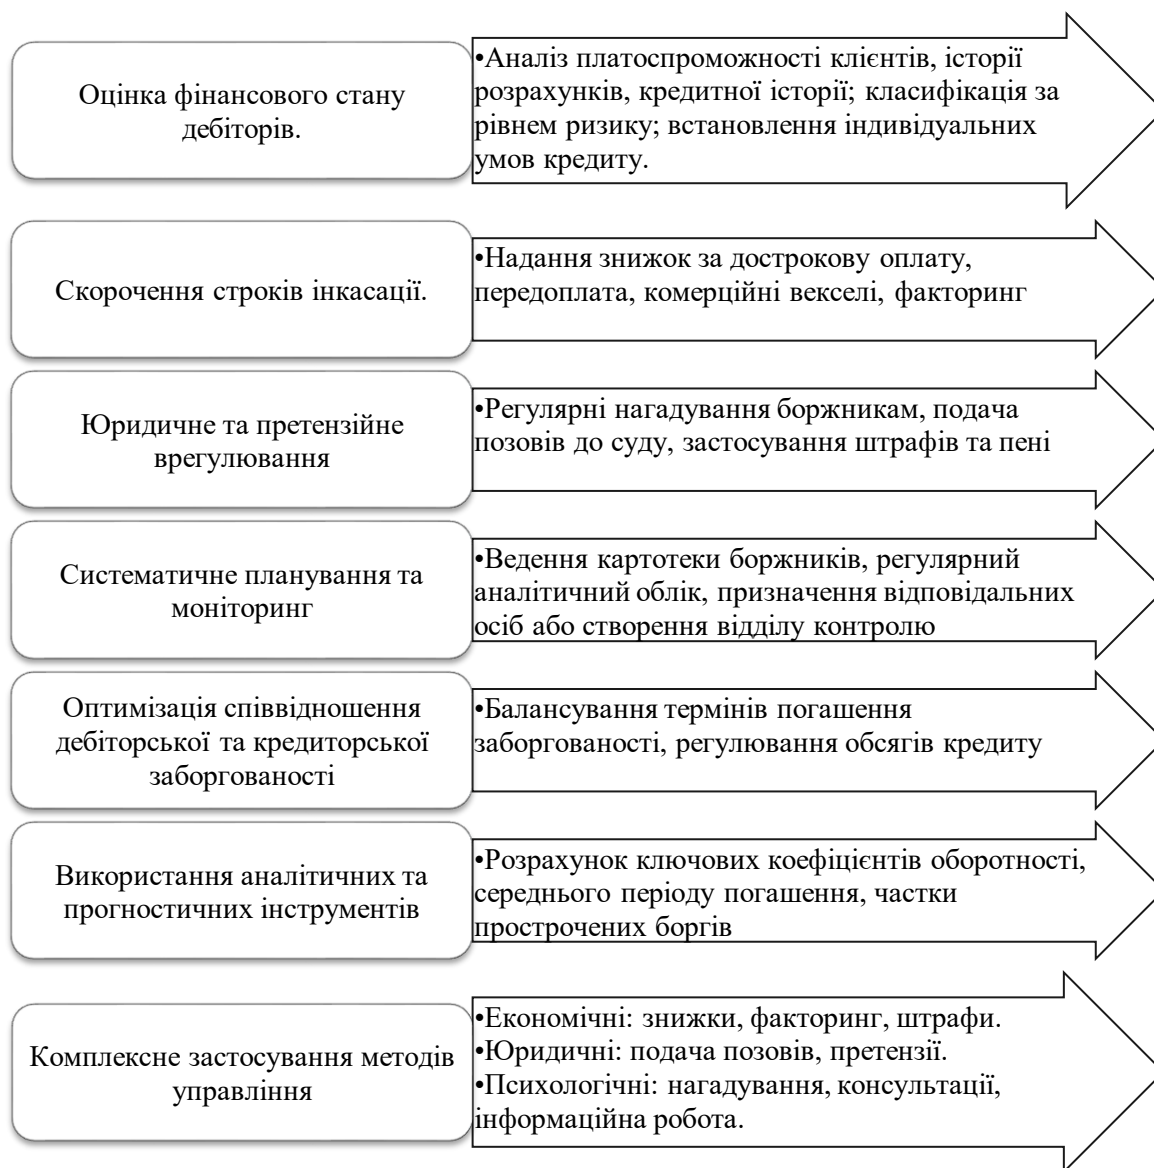 Оцінка фінансового стану
дебіторів.
•Аналіз платоспроможності клієнтів, історії
розрахунків, кредитної історії; класифікація за
рівнем ризику; встановлення індивідуальних
умов кредиту.
Скорочення строків інкасації.
•Надання знижок за дострокову оплату,
передоплата, комерційні векселі, факторинг
Юридичне та претензійне
врегулювання
•Регулярні нагадування боржникам, подача
позовів до суду, застосування штрафів та пені
Систематичне планування та
моніторинг
•Ведення картотеки боржників, регулярний
аналітичний облік, призначення відповідальних
осіб або створення відділу контролю
Оптимізація співвідношення
дебіторської та кредиторської
заборгованості
•Балансування термінів погашення
заборгованості, регулювання обсягів кредиту
Використання аналітичних та
прогностичних інструментів
•Розрахунок ключових коефіцієнтів оборотності,
середнього періоду погашення, частки
прострочених боргів
Комплексне застосування методів
управління
•Економічні: знижки, факторинг, штрафи.
•Юридичні: подача позовів, претензії.
•Психологічні: нагадування, консультації,
інформаційна робота.